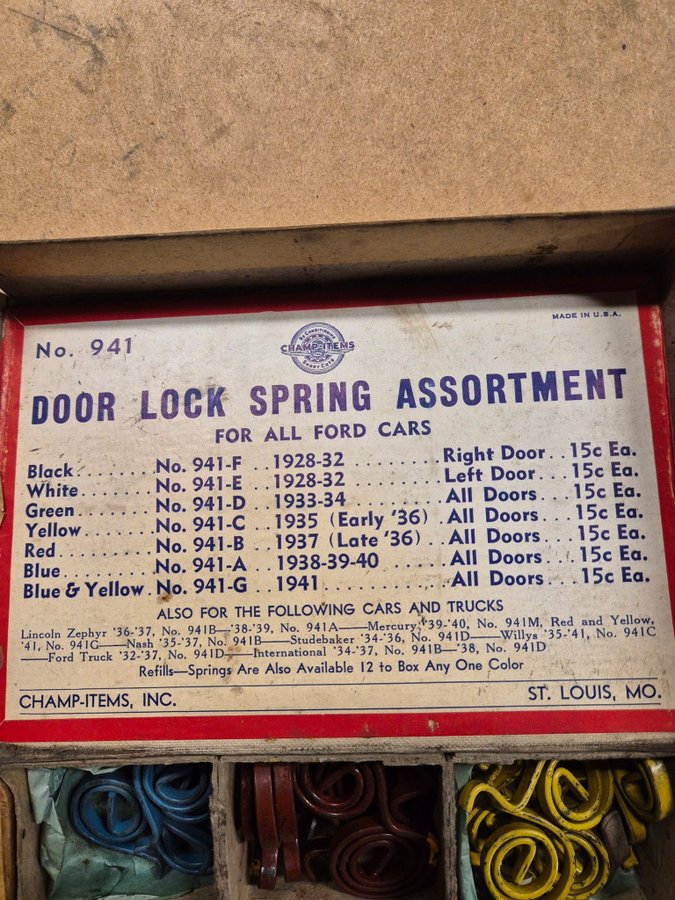 MADE IN U.S.A.
No. 941
CHAMP-ITEMS
DOOR LOCK SPRING ASSORTMENT
FOR ALL FORD CARS
Black........No. 941-F ..1928-32 ........Right Door..15c Ea.
White.......No. 941-E ..1928-32 ........Left Door ..15c Ea.
Green.......No. 941-D ..1933-34 ........All Doors...15c Ea.
Yellow......No. 941-C ..1935 (Early '36) .All Doors...15c Ea.
Red.........No. 941-B ..1937 (Late '36) ..All Doors...15c Ea.
Blue.........No. 941-A ..1938-39-40 ......All Doors...15c Ea.
Blue & Yellow.No. 941-G ..1941 ..........All Doors...15c Ea.
ALSO FOR THE FOLLOWING CARS AND TRUCKS
Lincoln Zephyr '36-'37, No. 941B—'38-'39, No. 941A—Mercury '39-'40, No. 941M, Red and Yellow,
'41, No. 941G—Nash '35-'37, No. 941B—Studebaker '34-'36, No. 941D—Willys '35-'41, No. 941C
—Ford Truck '32-'37, No. 941D—International '34-'37, No. 941B—'38, No. 941D
Refills—Springs Are Also Available 12 to Box Any One Color
CHAMP-ITEMS, INC. ST. LOUIS, MO.